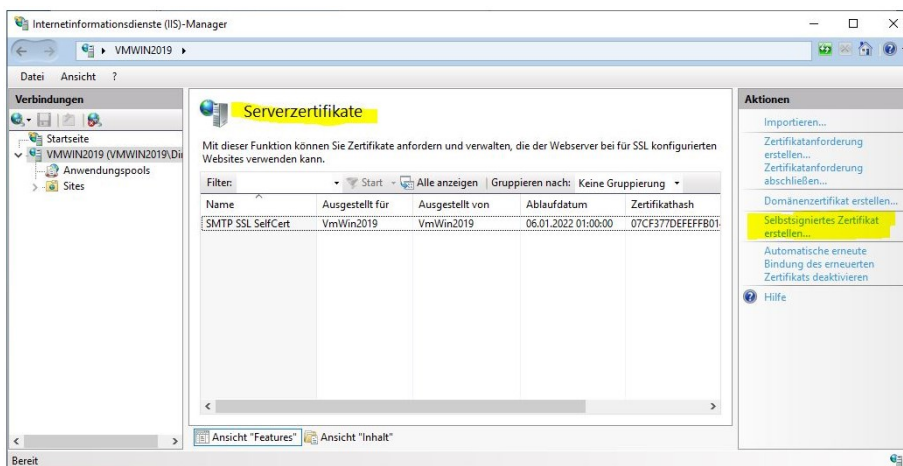 Internetinformationsdienste (IIS)-Manager
VMWIN2019
Datei Ansicht ?
Verbindungen
Startseite
VMWIN2019 (VMWIN2019\Di
Anwendungspools
Sites
Serverzertifikate
Mit dieser Funktion können Sie Zertifikate anfordern und verwalten, die der Webserver bei für SSL konfigurierten
Websites verwenden kann.
Filter: Start Alle anzeigen Gruppieren nach: Keine Gruppierung
Name Ausgestellt für Ausgestellt von Ablaufdatum Zertifikathash
SMTP SSL SelfCert VmWin2019 VmWin2019 06.01.2022 01:00:00 07CF377DEFEFFB01
Ansicht "Features" Ansicht "Inhalt"
Aktionen
Importieren...
Zertifikatanforderung
erstellen...
Zertifikatanforderung
abschließen...
Domänenzertifikat erstellen...
Selbstsigniertes Zertifikat
erstellen...
Automatische erneute
Bindung des erneuerten
Zertifikats deaktivieren
Hilfe
Bereit